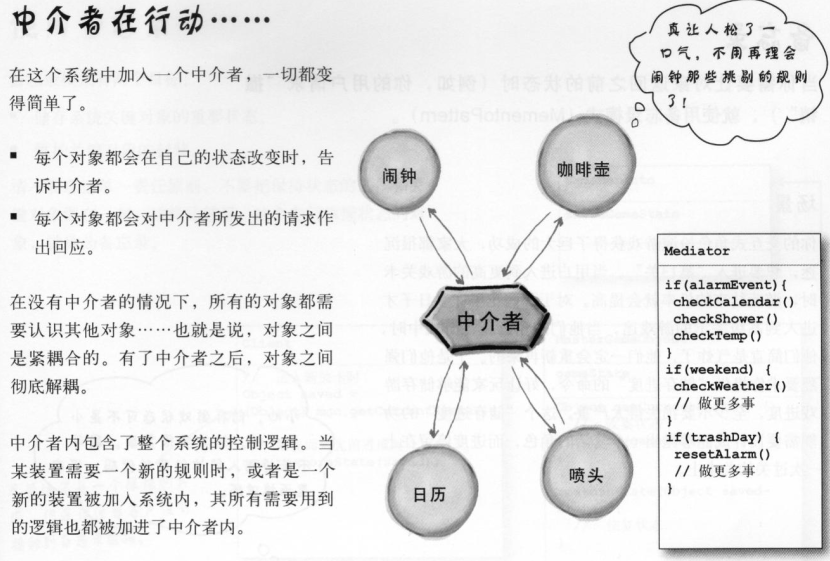 中介者在行动……
在这个系统中加入一个中介者，一切都变
得简单了。
■ 每个对象都会在自己的状态改变时，告
诉中介者。
■ 每个对象都会对中介者所发出的请求作
出回应。
在没有中介者的情况下，所有的对象都需
要认识其他对象……也就是说，对象之间
是紧耦合的。有了中介者之后，对象之间
彻底解耦。
中介者内包含了整个系统的控制逻辑。当
某装置需要一个新的规则时，或者是一个
新的装置被加入系统内，其所有需要用到
的逻辑也都被加进了中介者内。
真让人松了一
口气，不用再理会
闹钟那些挑剔的规则
了！
闹钟
咖啡壶
中介者
日历
喷头
Mediator
if(alarmEvent){
checkCalendar()
checkShower()
checkTemp()
}
if(weekend) {
checkWeather()
// 做更多事
}
if(trashDay) {
resetAlarm()
// 做更多事
}